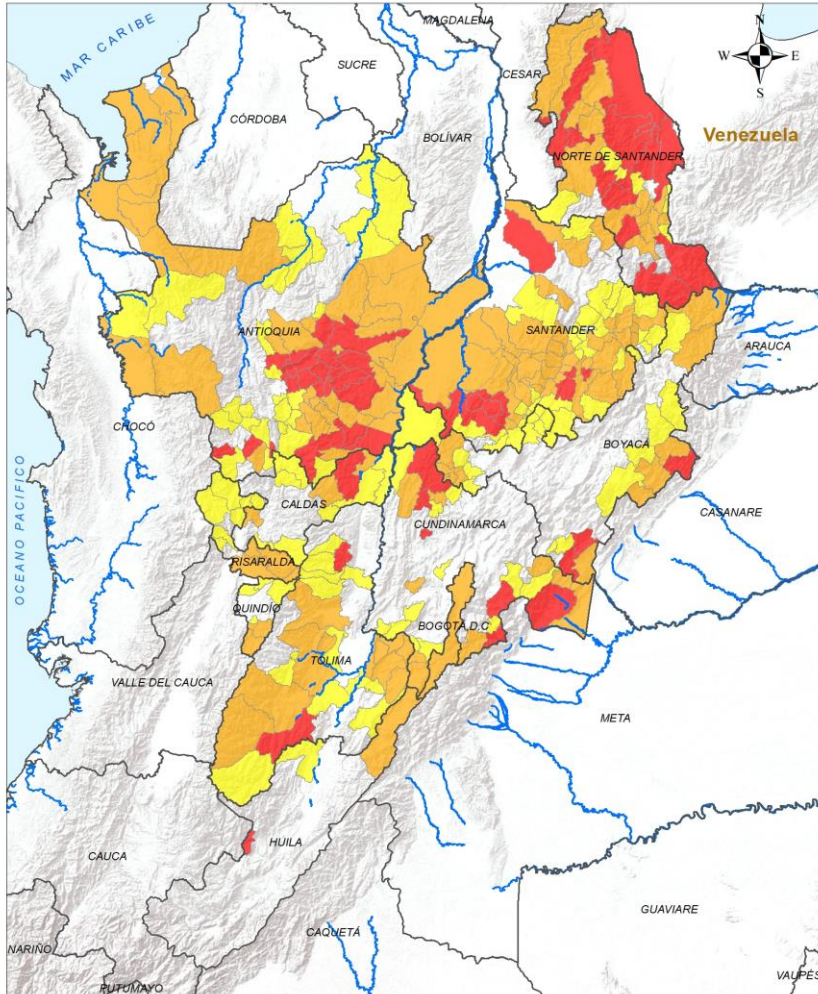 MAGDALENA
N
MAR CARIBE
SUCRE
CESAR
W
E
S
CÓRDOBA
BOLÍVAR
Venezuela
NORTE DE SANTANDER
ANTIOQUIA
SANTANDER
ARAUCA
CHOCÓ
BOYACÁ
CALDAS
CUNDINAMARCA
CASANARE
OCEANO PACIFICO
RISARALDA
QUINDÍO
BOGOTÁ, D.C
TOLIMA
VALLE DEL CAUCA
META
CAUCA
HUILA
GUAVIARE
CAQUETÁ
NARIÑO
PUTUMAYO
VAUPÉS